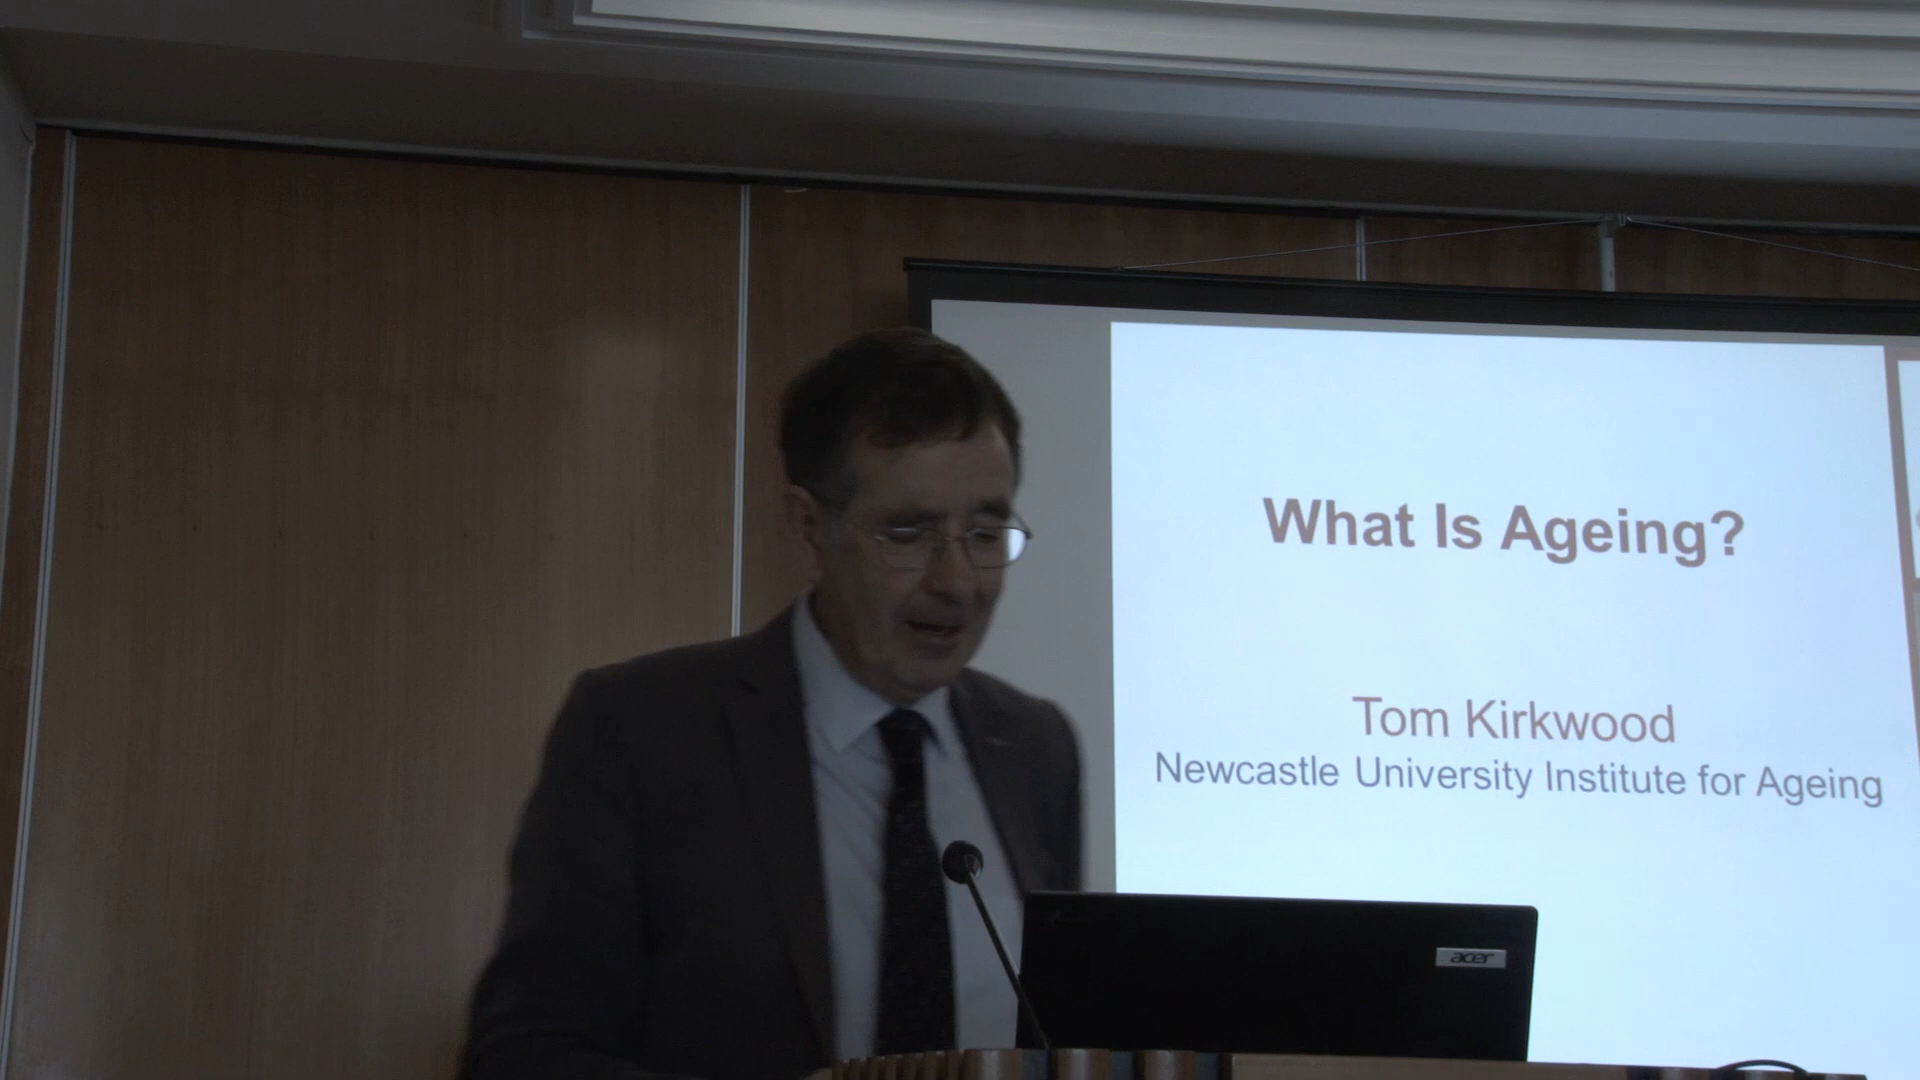 What Is Ageing?
Tom Kirkwood
Newcastle University Institute for Ageing
acer